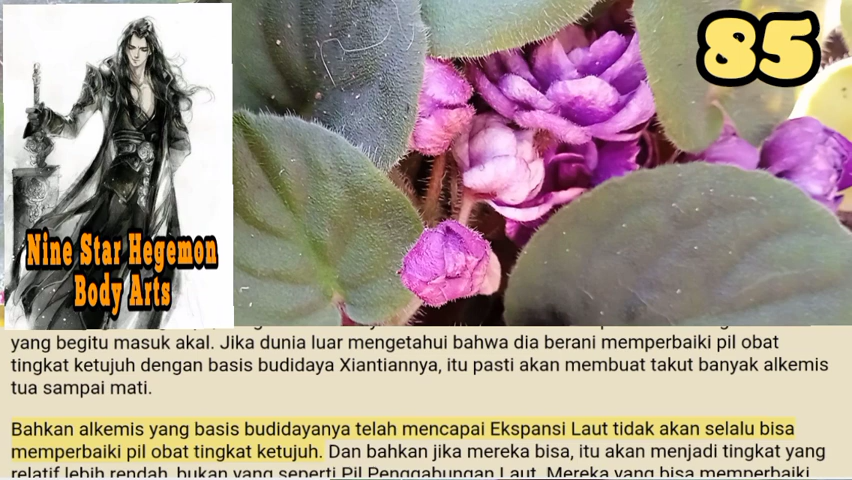 85
Nine Star Hegemon
Body Arts
yang begitu masuk akal. Jika dunia luar mengetahui bahwa dia berani memperbaiki pil obat
tingkat ketujuh dengan basis budidaya Xiantiannya, itu pasti akan membuat takut banyak alkemis
tua sampai mati.
Bahkan alkemis yang basis budidayanya telah mencapai Ekspansi Laut tidak akan selalu bisa
memperbaiki pil obat tingkat ketujuh. Dan bahkan jika mereka bisa, itu akan menjadi tingkat yang
relatif lebih rendah, bukan yang seperti Pil Penggabungan Laut. Mereka yang bisa memperbaiki